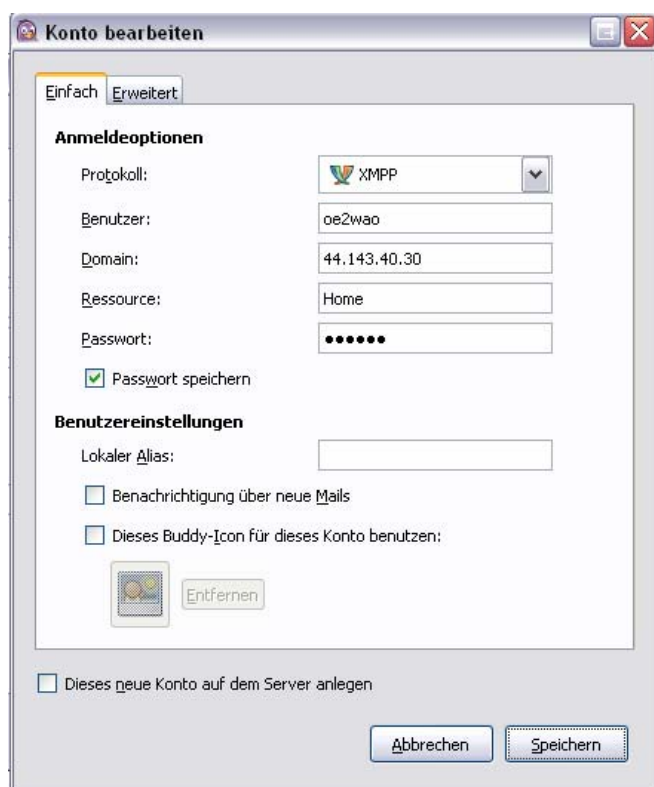 Konto bearbeiten
Einfach Erweitert
Anmeldeoptionen
Protokoll: XMPP
Benutzer: oe2wao
Domain: 44.143.40.30
Ressource: Home
Passwort: ●●●●●●
Passwort speichern
Benutzereinstellungen
Lokaler Alias:
Benachrichtigung über neue Mails
Dieses Buddy-Icon für dieses Konto benutzen:
Entfernen
Dieses neue Konto auf dem Server anlegen
Abbrechen Speichern